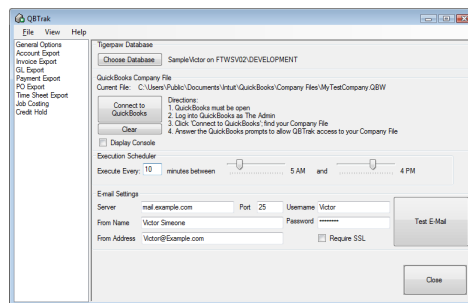 QBTrak
File View Help
General Options
Account Export
Invoice Export
GL Export
Payment Export
PO Export
Time Sheet Export
Job Costing
Credit Hold
Tigerpaw Database
Choose Database SampleVictor on FTWSV02\DEVELOPMENT
QuickBooks Company File
Current File: C:\Users\Public\Documents\Intuit\QuickBooks\Company Files\MyTestCompany.QBW
Connect to QuickBooks
Clear
Directions:
1. QuickBooks must be open
2. Log into QuickBooks as The Admin
3. Click 'Connect to QuickBooks'; find your Company File
4. Answer the QuickBooks prompts to allow QBTrak access to your Company File
Display Console
Execution Scheduler
Execute Every: 10 minutes between 5 AM and 4 PM
E-mail Settings
Server mail.example.com Port 25 Username Victor
From Name Victor Simeone Password ********
From Address Victor@Example.com Require SSL
Test E-Mail
Close